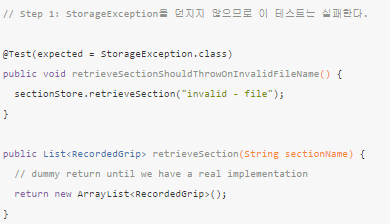 // Step 1: StorageException을 던지지 않으므로 이 테스트는 실패한다.
@Test(expected = StorageException.class)
public void retrieveSectionShouldThrowOnInvalidFileName() {
sectionStore.retrieveSection("invalid - file");
}
public List<RecordedGrip> retrieveSection(String sectionName) {
// dummy return until we have a real implementation
return new ArrayList<RecordedGrip>();
}